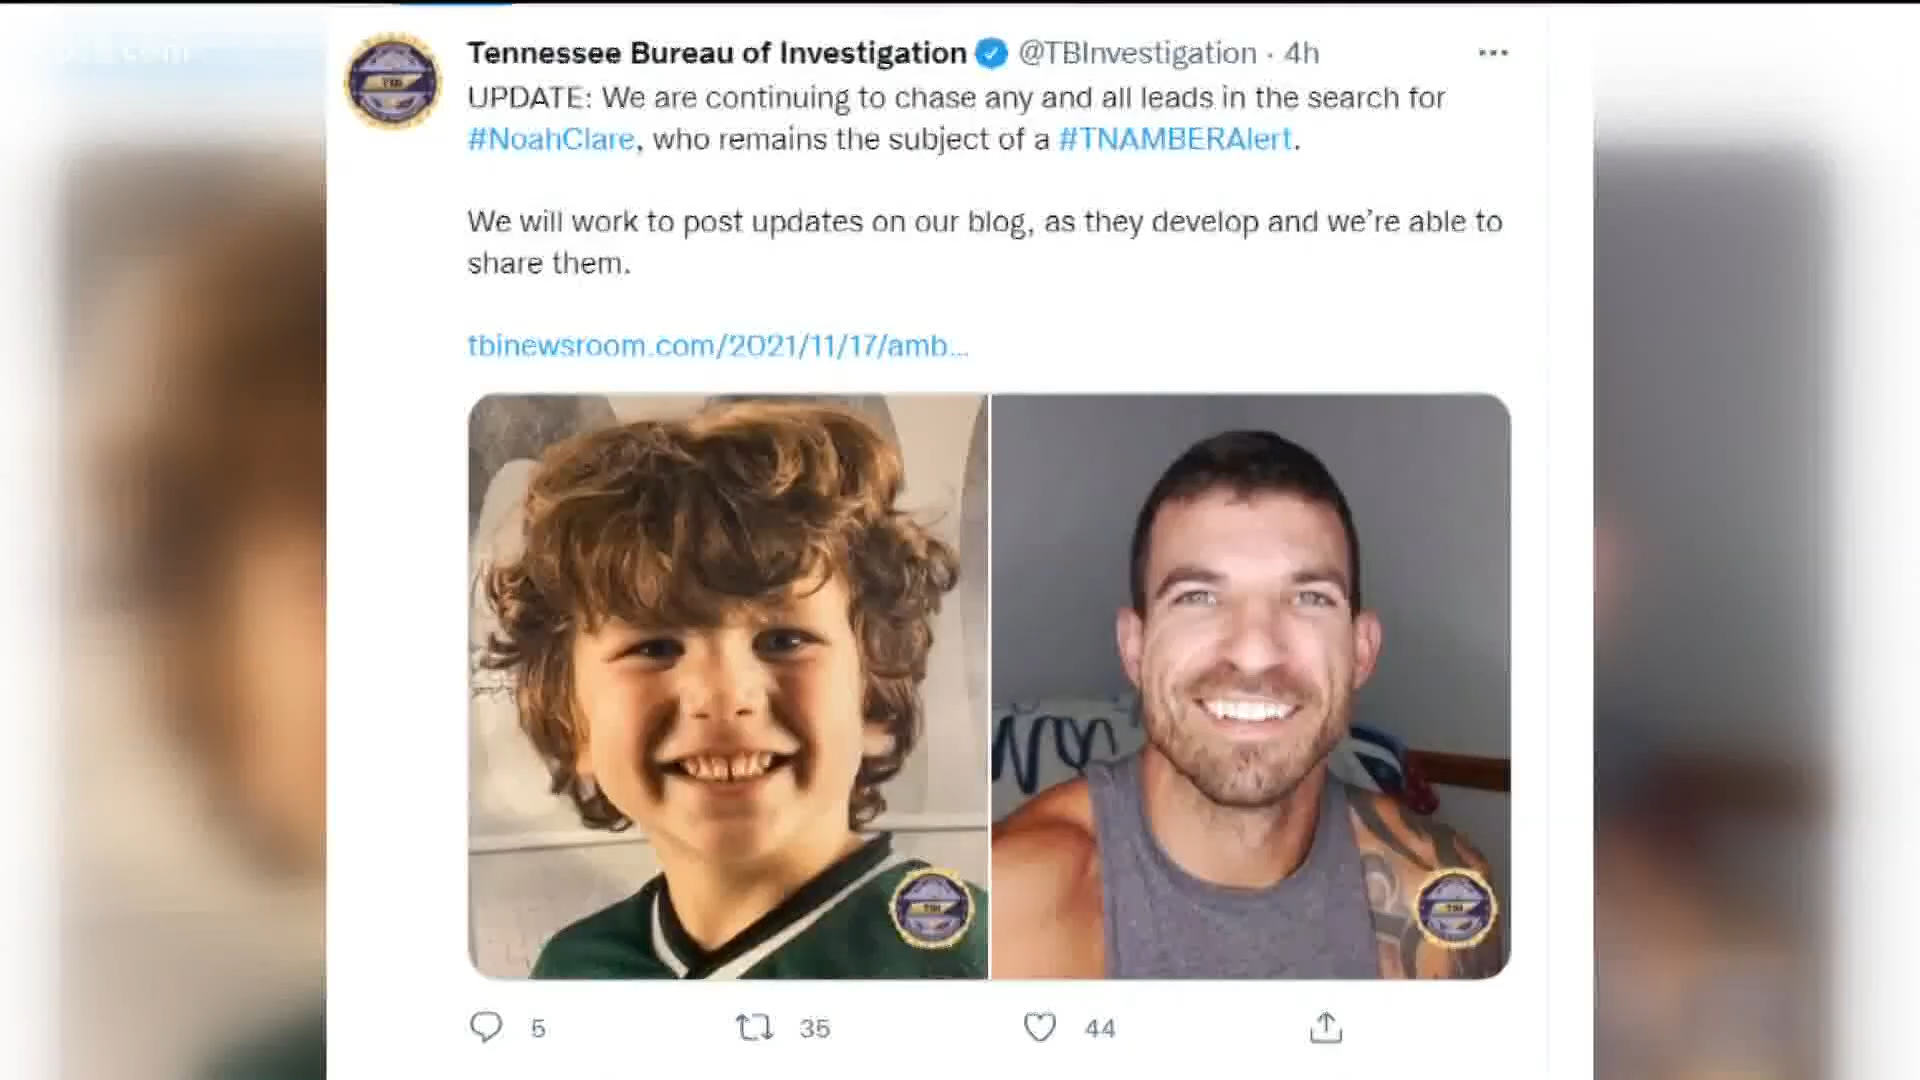 Tennessee Bureau of Investigation @TBInvestigation · 4h
UPDATE: We are continuing to chase any and all leads in the search for
#NoahClare, who remains the subject of a #TNAMBERAlert.
We will work to post updates on our blog, as they develop and we're able to
share them.
tbinewsroom.com/2021/11/17/amb...
TBI
TBI
5 35 44